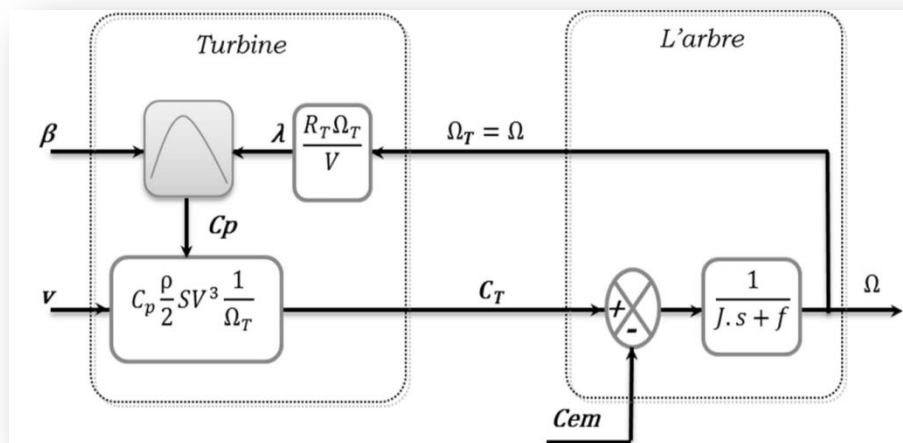 Turbine
L'arbre
β
λ
R_TΩ_T
V
Ω_T = Ω
Cp
v
C_p ρ/2 SV³ 1/Ω_T
C_T
+
-
1
J.s + f
Ω
Cem